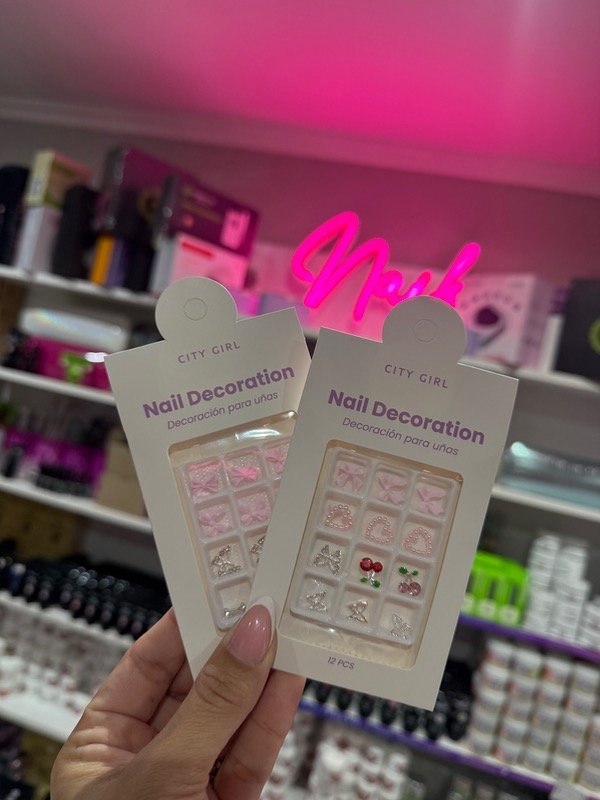 CITY GIRL
Nail Decoration
Decoración para uñas
CITY GIRL
Nail Decoration
Decoración para uñas
12 PCS